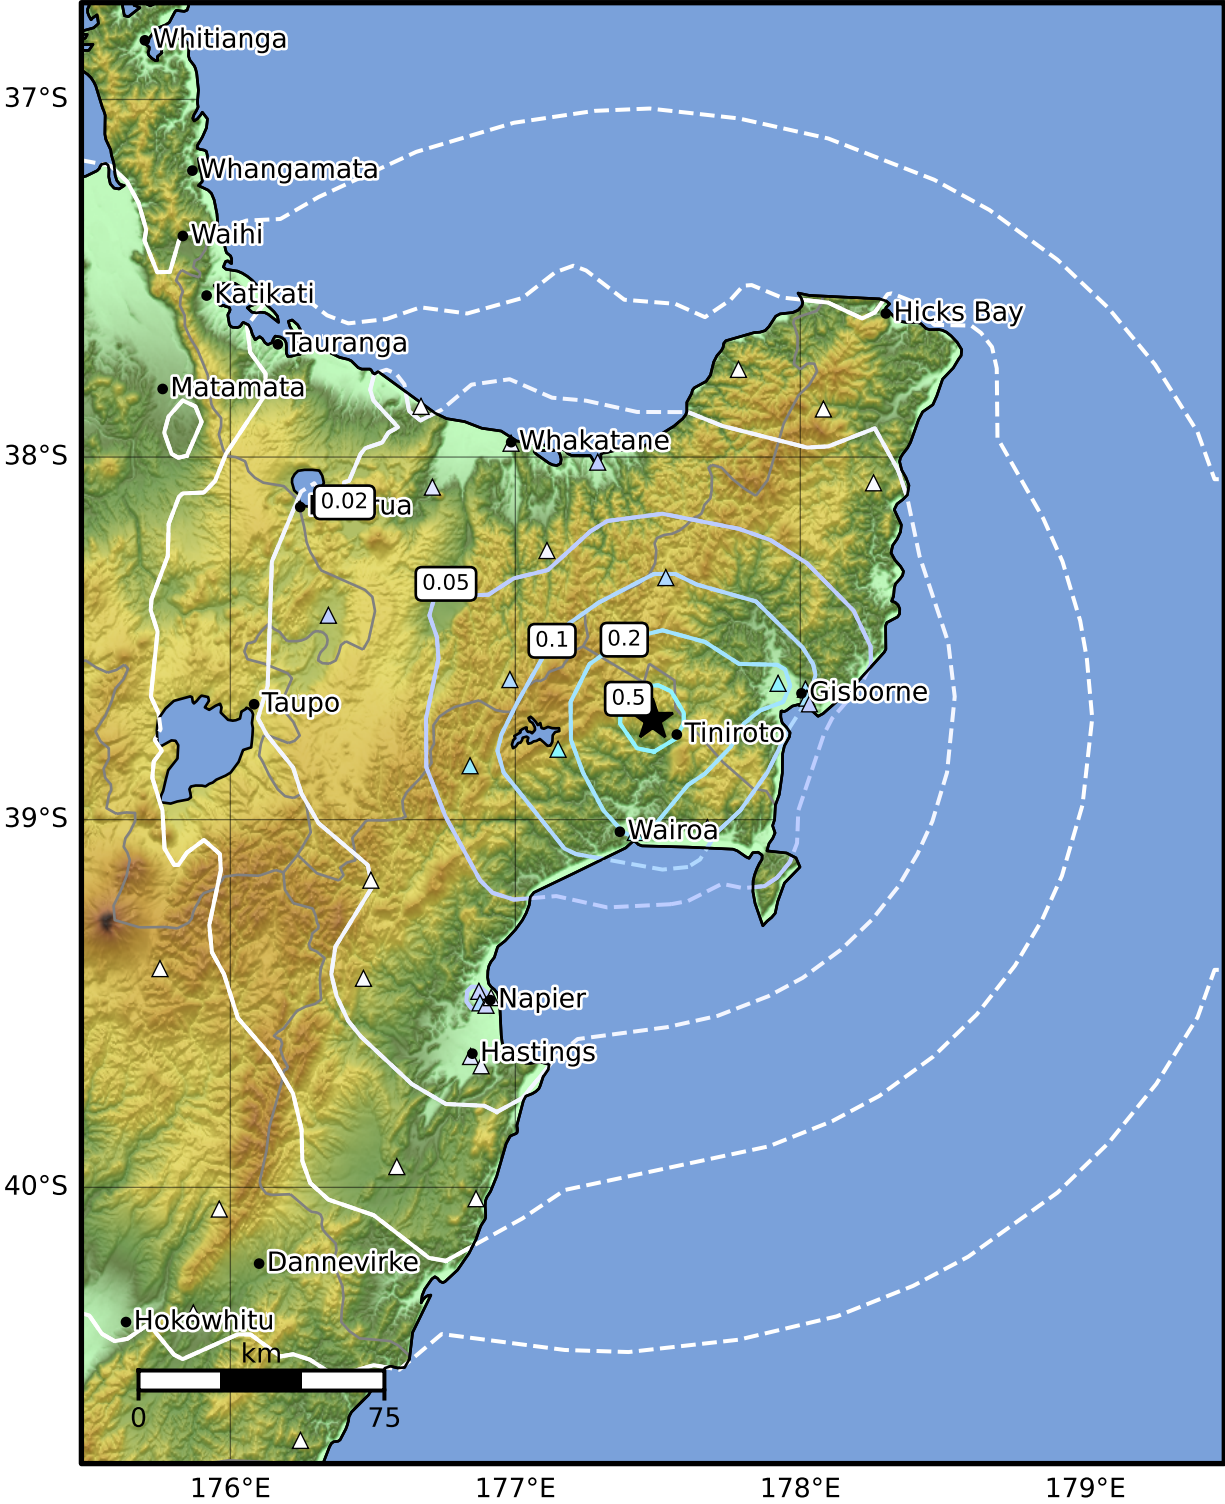 Whitianga
37°S
Whangamata
Waihi
Katikati
Hicks Bay
Tauranga
Matamata
Whakatane
38°S
0.02
0.05
0.1
0.2
0.5
Gisborne
Taupo
Tiniroto
39°S
Wairoa
Napier
Hastings
40°S
Dannevirke
Hokowhitu
km
0
75
176°E
177°E
178°E
179°E